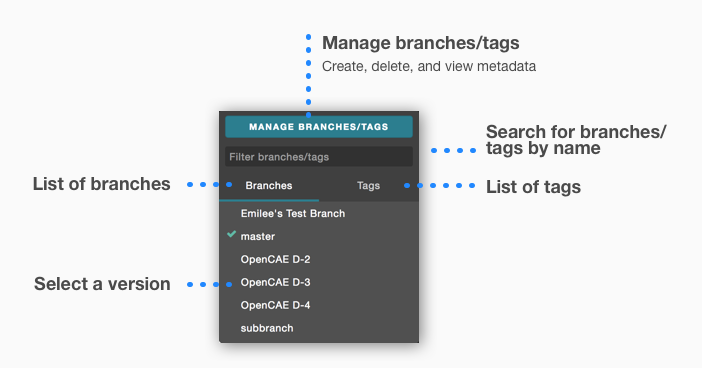 Manage branches/tags
Create, delete, and view metadata
MANAGE BRANCHES/TAGS
Filter branches/tags
Search for branches/
tags by name
List of branches
Branches
Tags
List of tags
Emilee's Test Branch
master
OpenCAE D-2
Select a version
OpenCAE D-3
OpenCAE D-4
subbranch